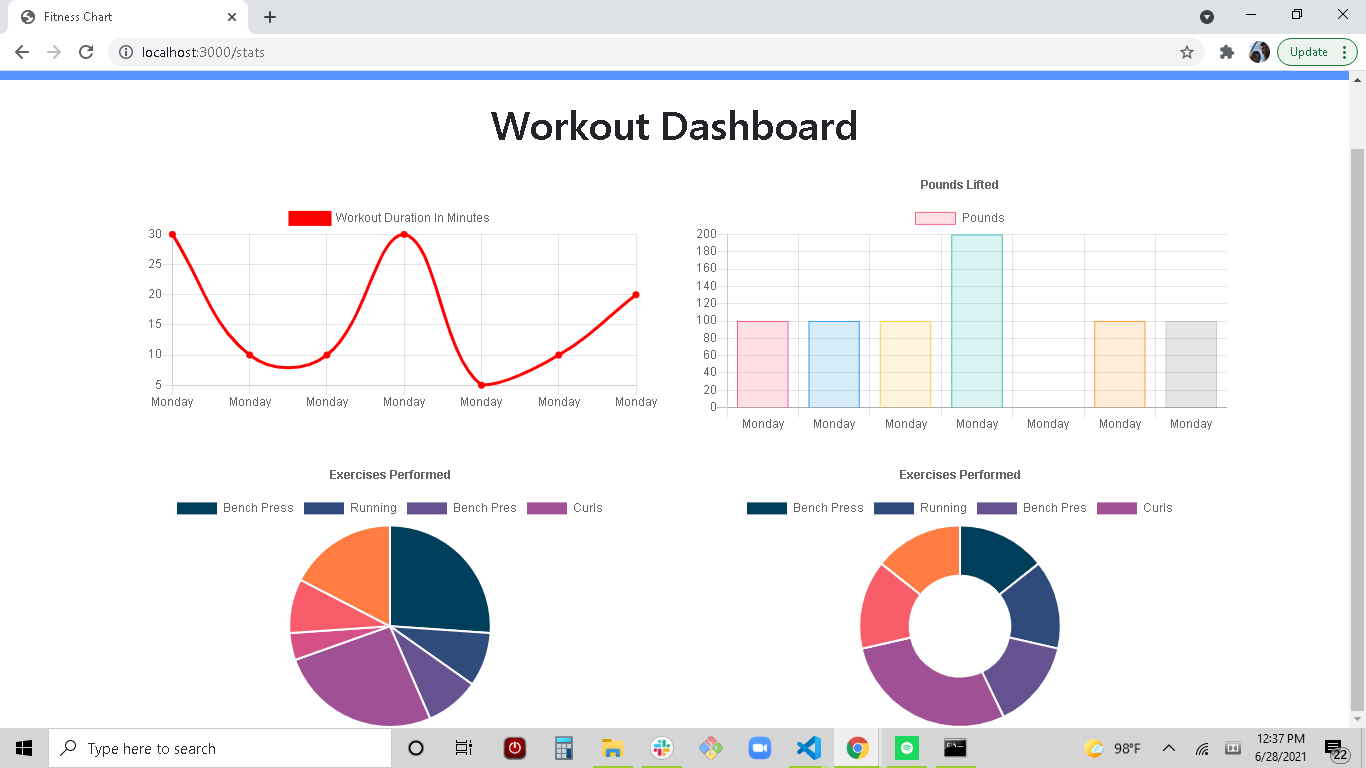 Fitness Chart
localhost:3000/stats
Update
Workout Dashboard
Workout Duration In Minutes
30
25
20
15
10
5
Monday Monday Monday Monday Monday Monday Monday
Pounds Lifted
Pounds
200
180
160
140
120
100
80
60
40
20
0
Monday Monday Monday Monday Monday Monday Monday
Exercises Performed
Bench Press Running Bench Pres Curls
Exercises Performed
Bench Press Running Bench Pres Curls
Type here to search
98°F
12:37 PM
6/28/2021
22